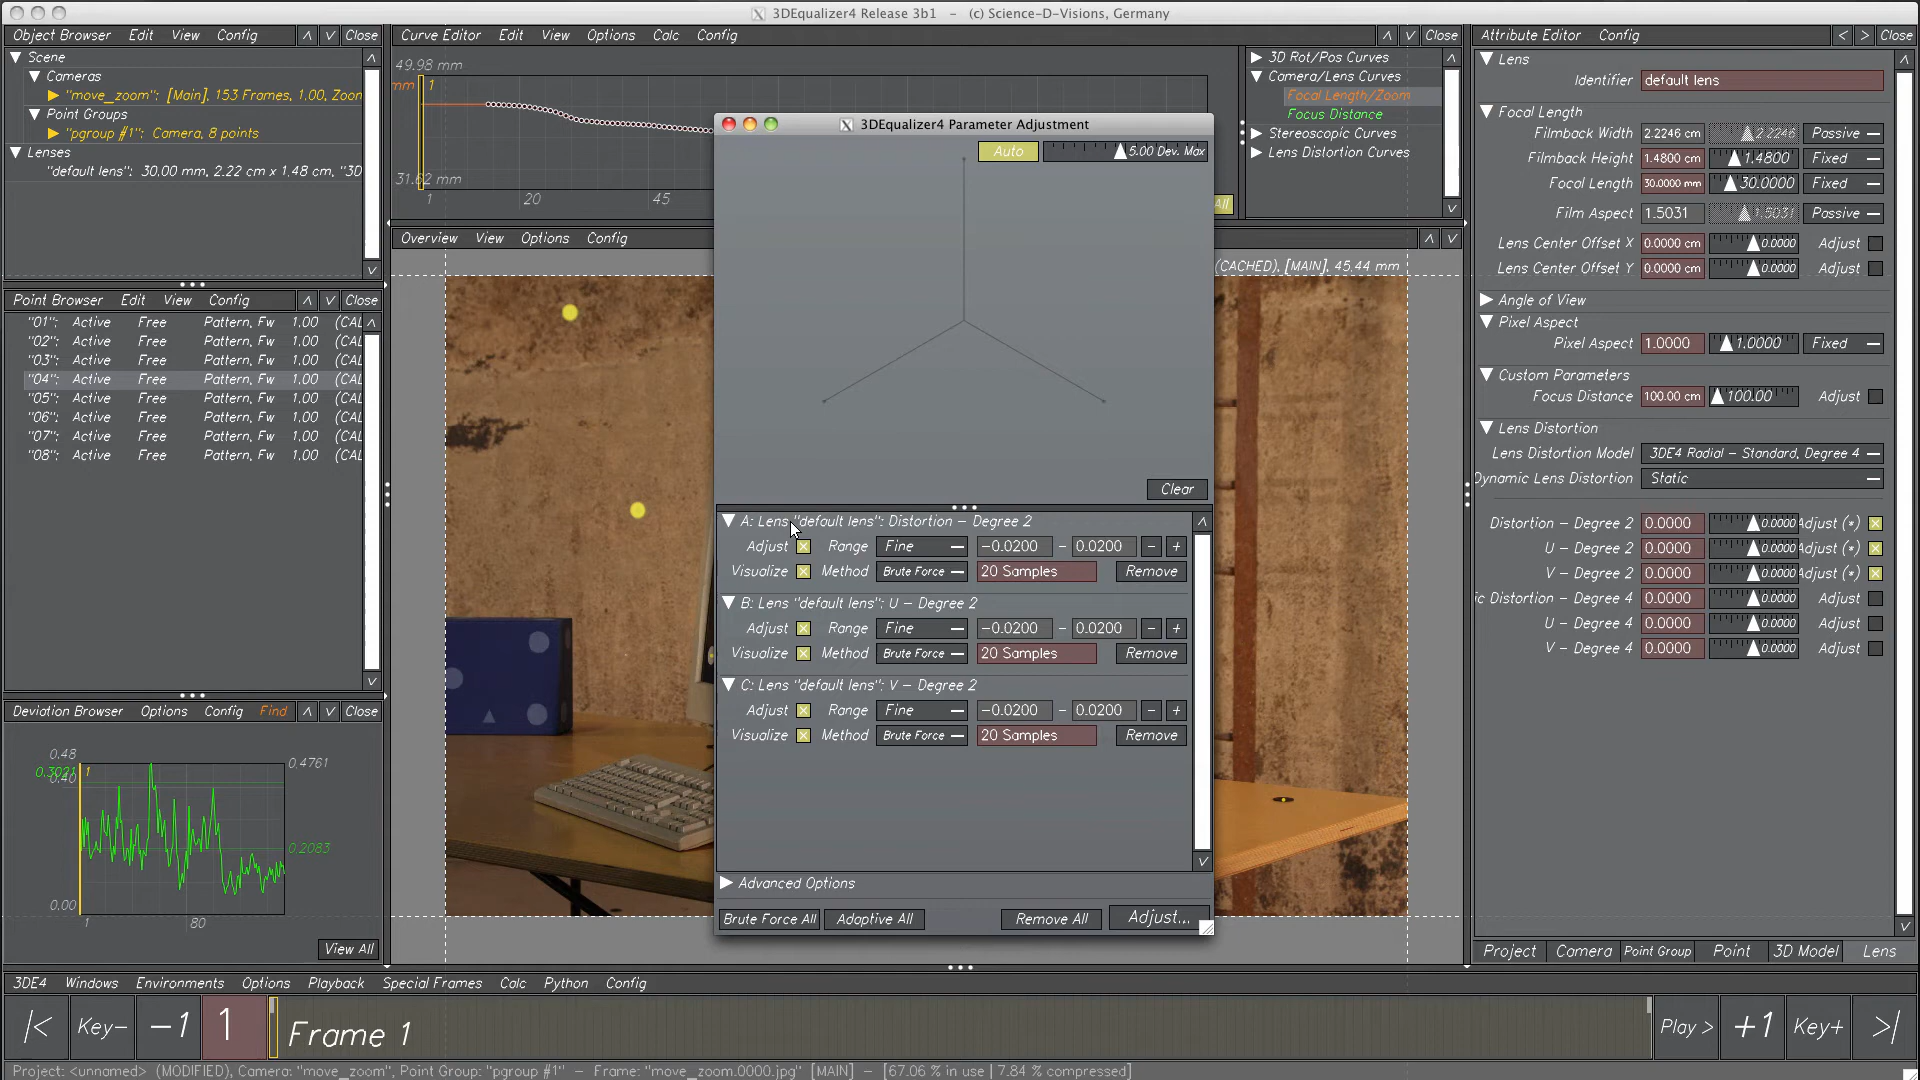 3DEqualizer4 Release 3b1 - (c) Science-D-Visions, Germany
Object Browser Edit View Config Close
Scene
Cameras
"move_zoom": [Main], 153 Frames, 1.00, Zoon
Point Groups
"pgroup #1": Camera, 8 points
Lenses
"default lens": 30.00 mm, 2.22 cm x 1.48 cm, "3D
Point Browser Edit View Config Close
"01": Active Free Pattern, Fw 1.00 (CAL
"02": Active Free Pattern, Fw 1.00 (CAL
"03": Active Free Pattern, Fw 1.00 (CAL
"04": Active Free Pattern, Fw 1.00 (CAL
"05": Active Free Pattern, Fw 1.00 (CAL
"06": Active Free Pattern, Fw 1.00 (CAL
"07": Active Free Pattern, Fw 1.00 (CAL
"08": Active Free Pattern, Fw 1.00 (CAL
Deviation Browser Options Config Find Close
0.48
0.3021
0.40
1
0.4761
0.2083
0.00
1 80
View All
Curve Editor Edit View Options Calc Config Close
49.98 mm
mm 1
31.62 mm
1 20 45
All
3D Rot/Pos Curves
Camera/Lens Curves
Focal Length/Zoom
Focus Distance
Stereoscopic Curves
Lens Distortion Curves
Overview View Options Config
(CACHED), [MAIN], 45.44 mm
3DEqualizer4 Parameter Adjustment
Auto 5.00 Dev. Max
Clear
A: Lens "default lens": Distortion - Degree 2
Adjust Range Fine -0.0200 - 0.0200 - +
Visualize Method Brute Force 20 Samples Remove
B: Lens "default lens": U - Degree 2
Adjust Range Fine -0.0200 - 0.0200 - +
Visualize Method Brute Force 20 Samples Remove
C: Lens "default lens": V - Degree 2
Adjust Range Fine -0.0200 - 0.0200 - +
Visualize Method Brute Force 20 Samples Remove
Advanced Options
Brute Force All Adaptive All Remove All Adjust...
Attribute Editor Config < > Close
Lens
Identifier default lens
Focal Length
Filmback Width 2.2246 cm 2.2246 Passive
Filmback Height 1.4800 cm 1.4800 Fixed
Focal Length 30.0000 mm 30.0000 Fixed
Film Aspect 1.5031 1.5031 Passive
Lens Center Offset X 0.0000 cm 0.0000 Adjust
Lens Center Offset Y 0.0000 cm 0.0000 Adjust
Angle of View
Pixel Aspect
Pixel Aspect 1.0000 1.0000 Fixed
Custom Parameters
Focus Distance 100.00 cm 100.00 Adjust
Lens Distortion
Lens Distortion Model 3DE4 Radial - Standard, Degree 4
Dynamic Lens Distortion Static
Distortion - Degree 2 0.0000 0.0000 Adjust (*)
U - Degree 2 0.0000 0.0000 Adjust (*)
V - Degree 2 0.0000 0.0000 Adjust (*)
ic Distortion - Degree 4 0.0000 0.0000 Adjust
U - Degree 4 0.0000 0.0000 Adjust
V - Degree 4 0.0000 0.0000 Adjust
Project Camera Point Group Point 3D Model Lens
3DE4 Windows Environments Options Playback Special Frames Calc Python Config
|< Key- -1 1 Frame 1 Play > +1 Key+ >|
Project: <unnamed> (MODIFIED), Camera: "move_zoom", Point Group: "pgroup #1" - Frame: "move_zoom.0000.jpg" [MAIN] - [67.06 % in use | 7.84 % compressed]